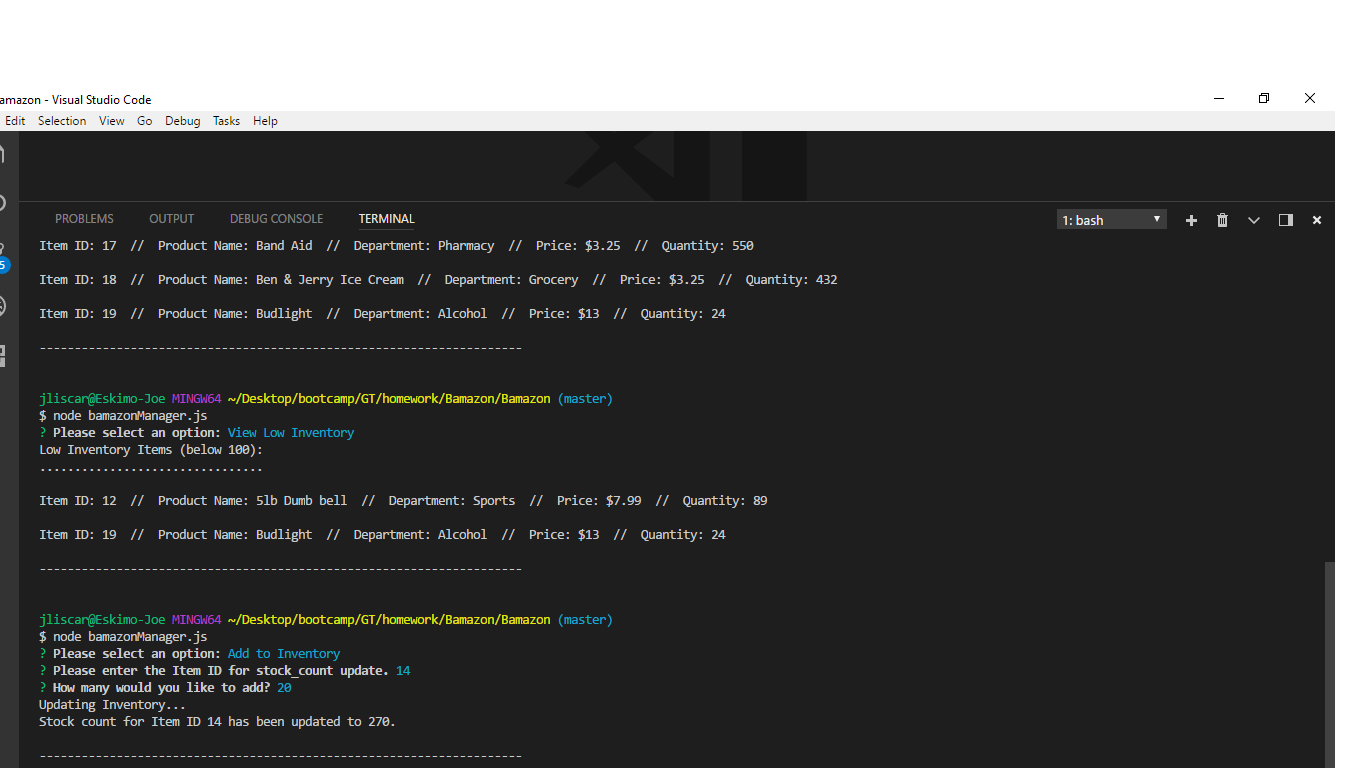 amazon - Visual Studio Code
Edit Selection View Go Debug Tasks Help
PROBLEMS OUTPUT DEBUG CONSOLE TERMINAL 1: bash
5
Item ID: 17  //  Product Name: Band Aid  //  Department: Pharmacy  //  Price: $3.25  //  Quantity: 550
Item ID: 18  //  Product Name: Ben & Jerry Ice Cream  //  Department: Grocery  //  Price: $3.25  //  Quantity: 432
Item ID: 19  //  Product Name: Budlight  //  Department: Alcohol  //  Price: $13  //  Quantity: 24
---------------------------------------------------------------------
jliscar@Eskimo-Joe MINGW64 ~/Desktop/bootcamp/GT/homework/Bamazon/Bamazon (master)
$ node bamazonManager.js
? Please select an option: View Low Inventory
Low Inventory Items (below 100):
................................
Item ID: 12  //  Product Name: 5lb Dumb bell  //  Department: Sports  //  Price: $7.99  //  Quantity: 89
Item ID: 19  //  Product Name: Budlight  //  Department: Alcohol  //  Price: $13  //  Quantity: 24
---------------------------------------------------------------------
jliscar@Eskimo-Joe MINGW64 ~/Desktop/bootcamp/GT/homework/Bamazon/Bamazon (master)
$ node bamazonManager.js
? Please select an option: Add to Inventory
? Please enter the Item ID for stock_count update. 14
? How many would you like to add? 20
Updating Inventory...
Stock count for Item ID 14 has been updated to 270.
---------------------------------------------------------------------